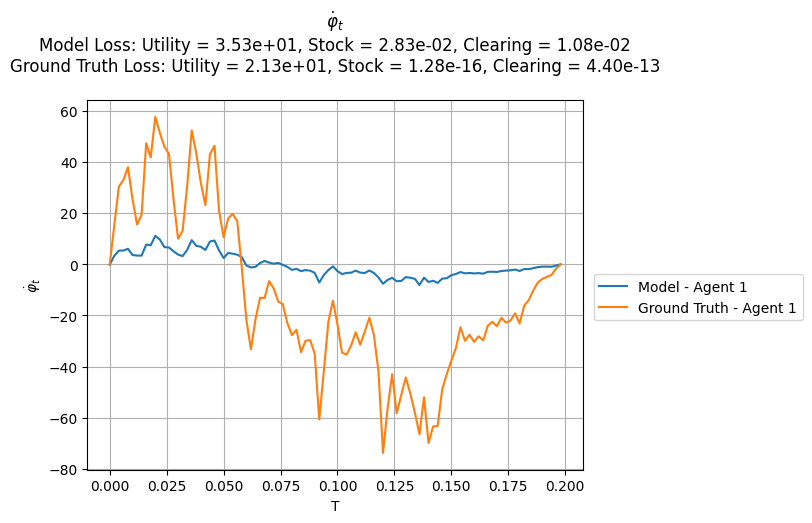 φ̇ₜ
Model Loss: Utility = 3.53e+01, Stock = 2.83e-02, Clearing = 1.08e-02
Ground Truth Loss: Utility = 2.13e+01, Stock = 1.28e-16, Clearing = 4.40e-13
60
40
20
0
−20
−40
−60
−80
φ̇ₜ
0.000 0.025 0.050 0.075 0.100 0.125 0.150 0.175 0.200
T
Model - Agent 1
Ground Truth - Agent 1